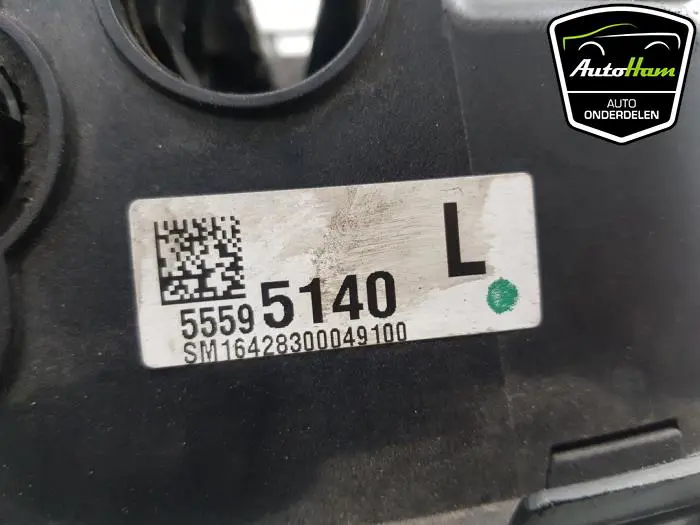 AutoHam
AUTO
ONDERDELEN
L
5559 5140
SM16428300049100